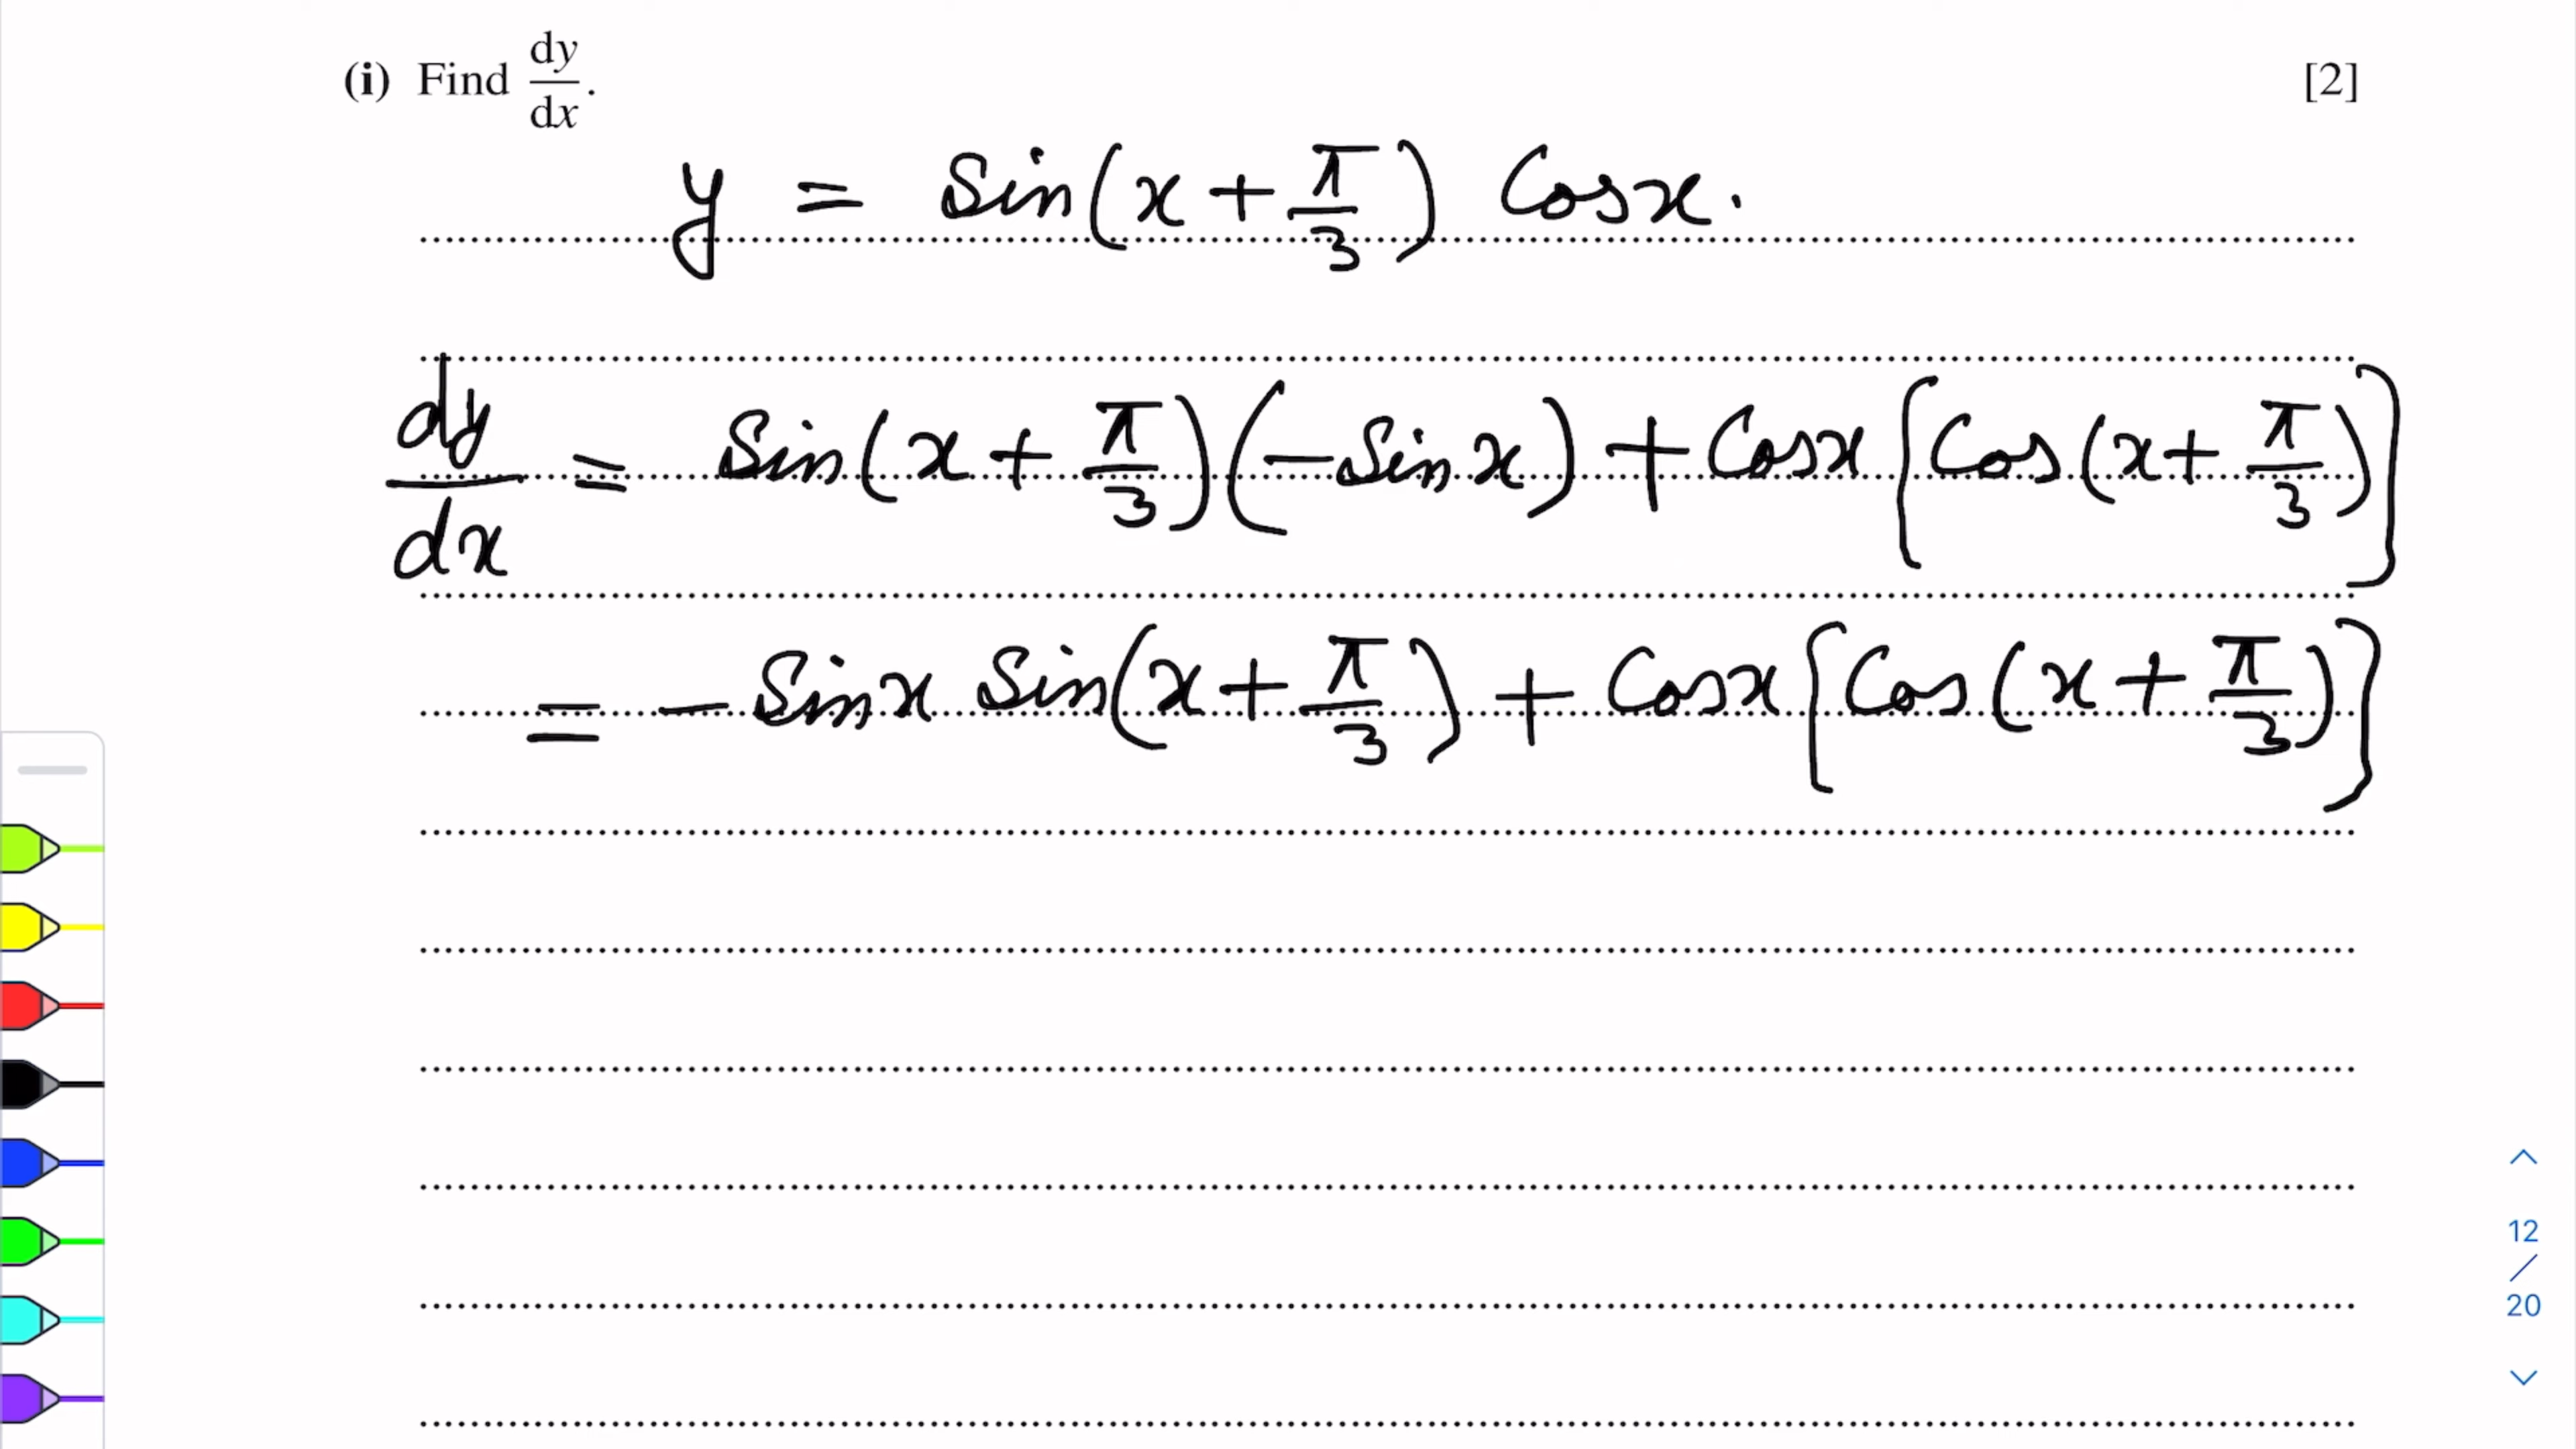 (i) Find dy/dx. [2]
y = Sin(x + π/3) Cosx.
dy/dx = Sin(x + π/3)(-Sinx) + Cosx [Cos(x + π/3)]
= - Sinx Sin(x + π/3) + Cosx [Cos(x + π/3)]
12
/
20